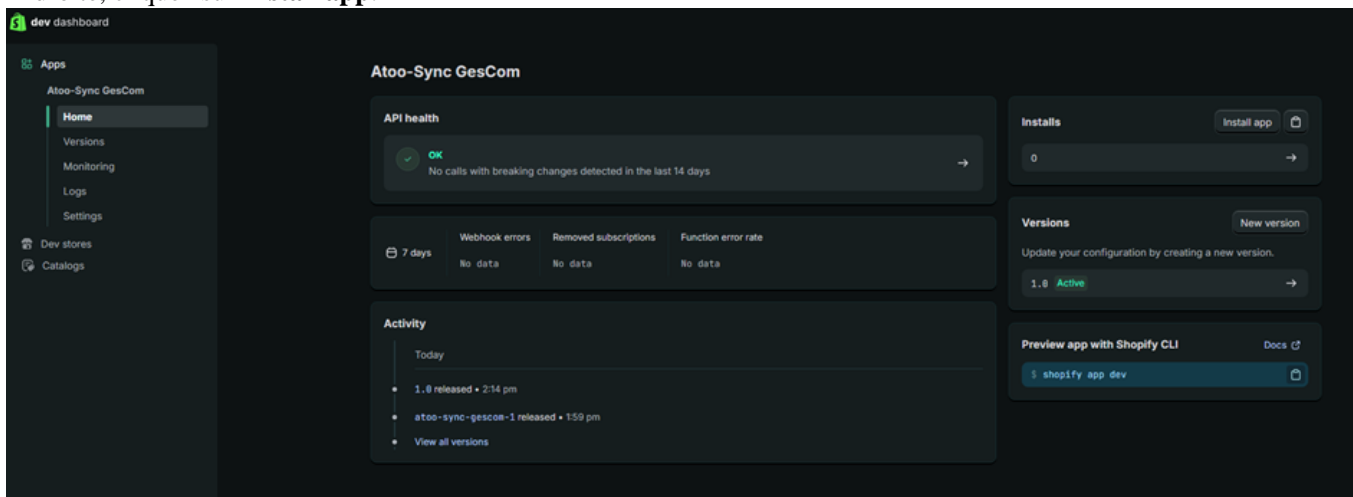 dev dashboard
Apps
Atoo-Sync GesCom
Home
Versions
Monitoring
Logs
Settings
Dev stores
Catalogs
Atoo-Sync GesCom
API health
OK
No calls with breaking changes detected in the last 14 days
7 days
Webhook errors
No data
Removed subscriptions
No data
Function error rate
No data
Activity
Today
1.0 released • 2:14 pm
atoo-sync-gescom-1 released • 1:59 pm
View all versions
Installs
Install app
0
Versions
New version
Update your configuration by creating a new version.
1.0 Active
Preview app with Shopify CLI
Docs
$ shopify app dev